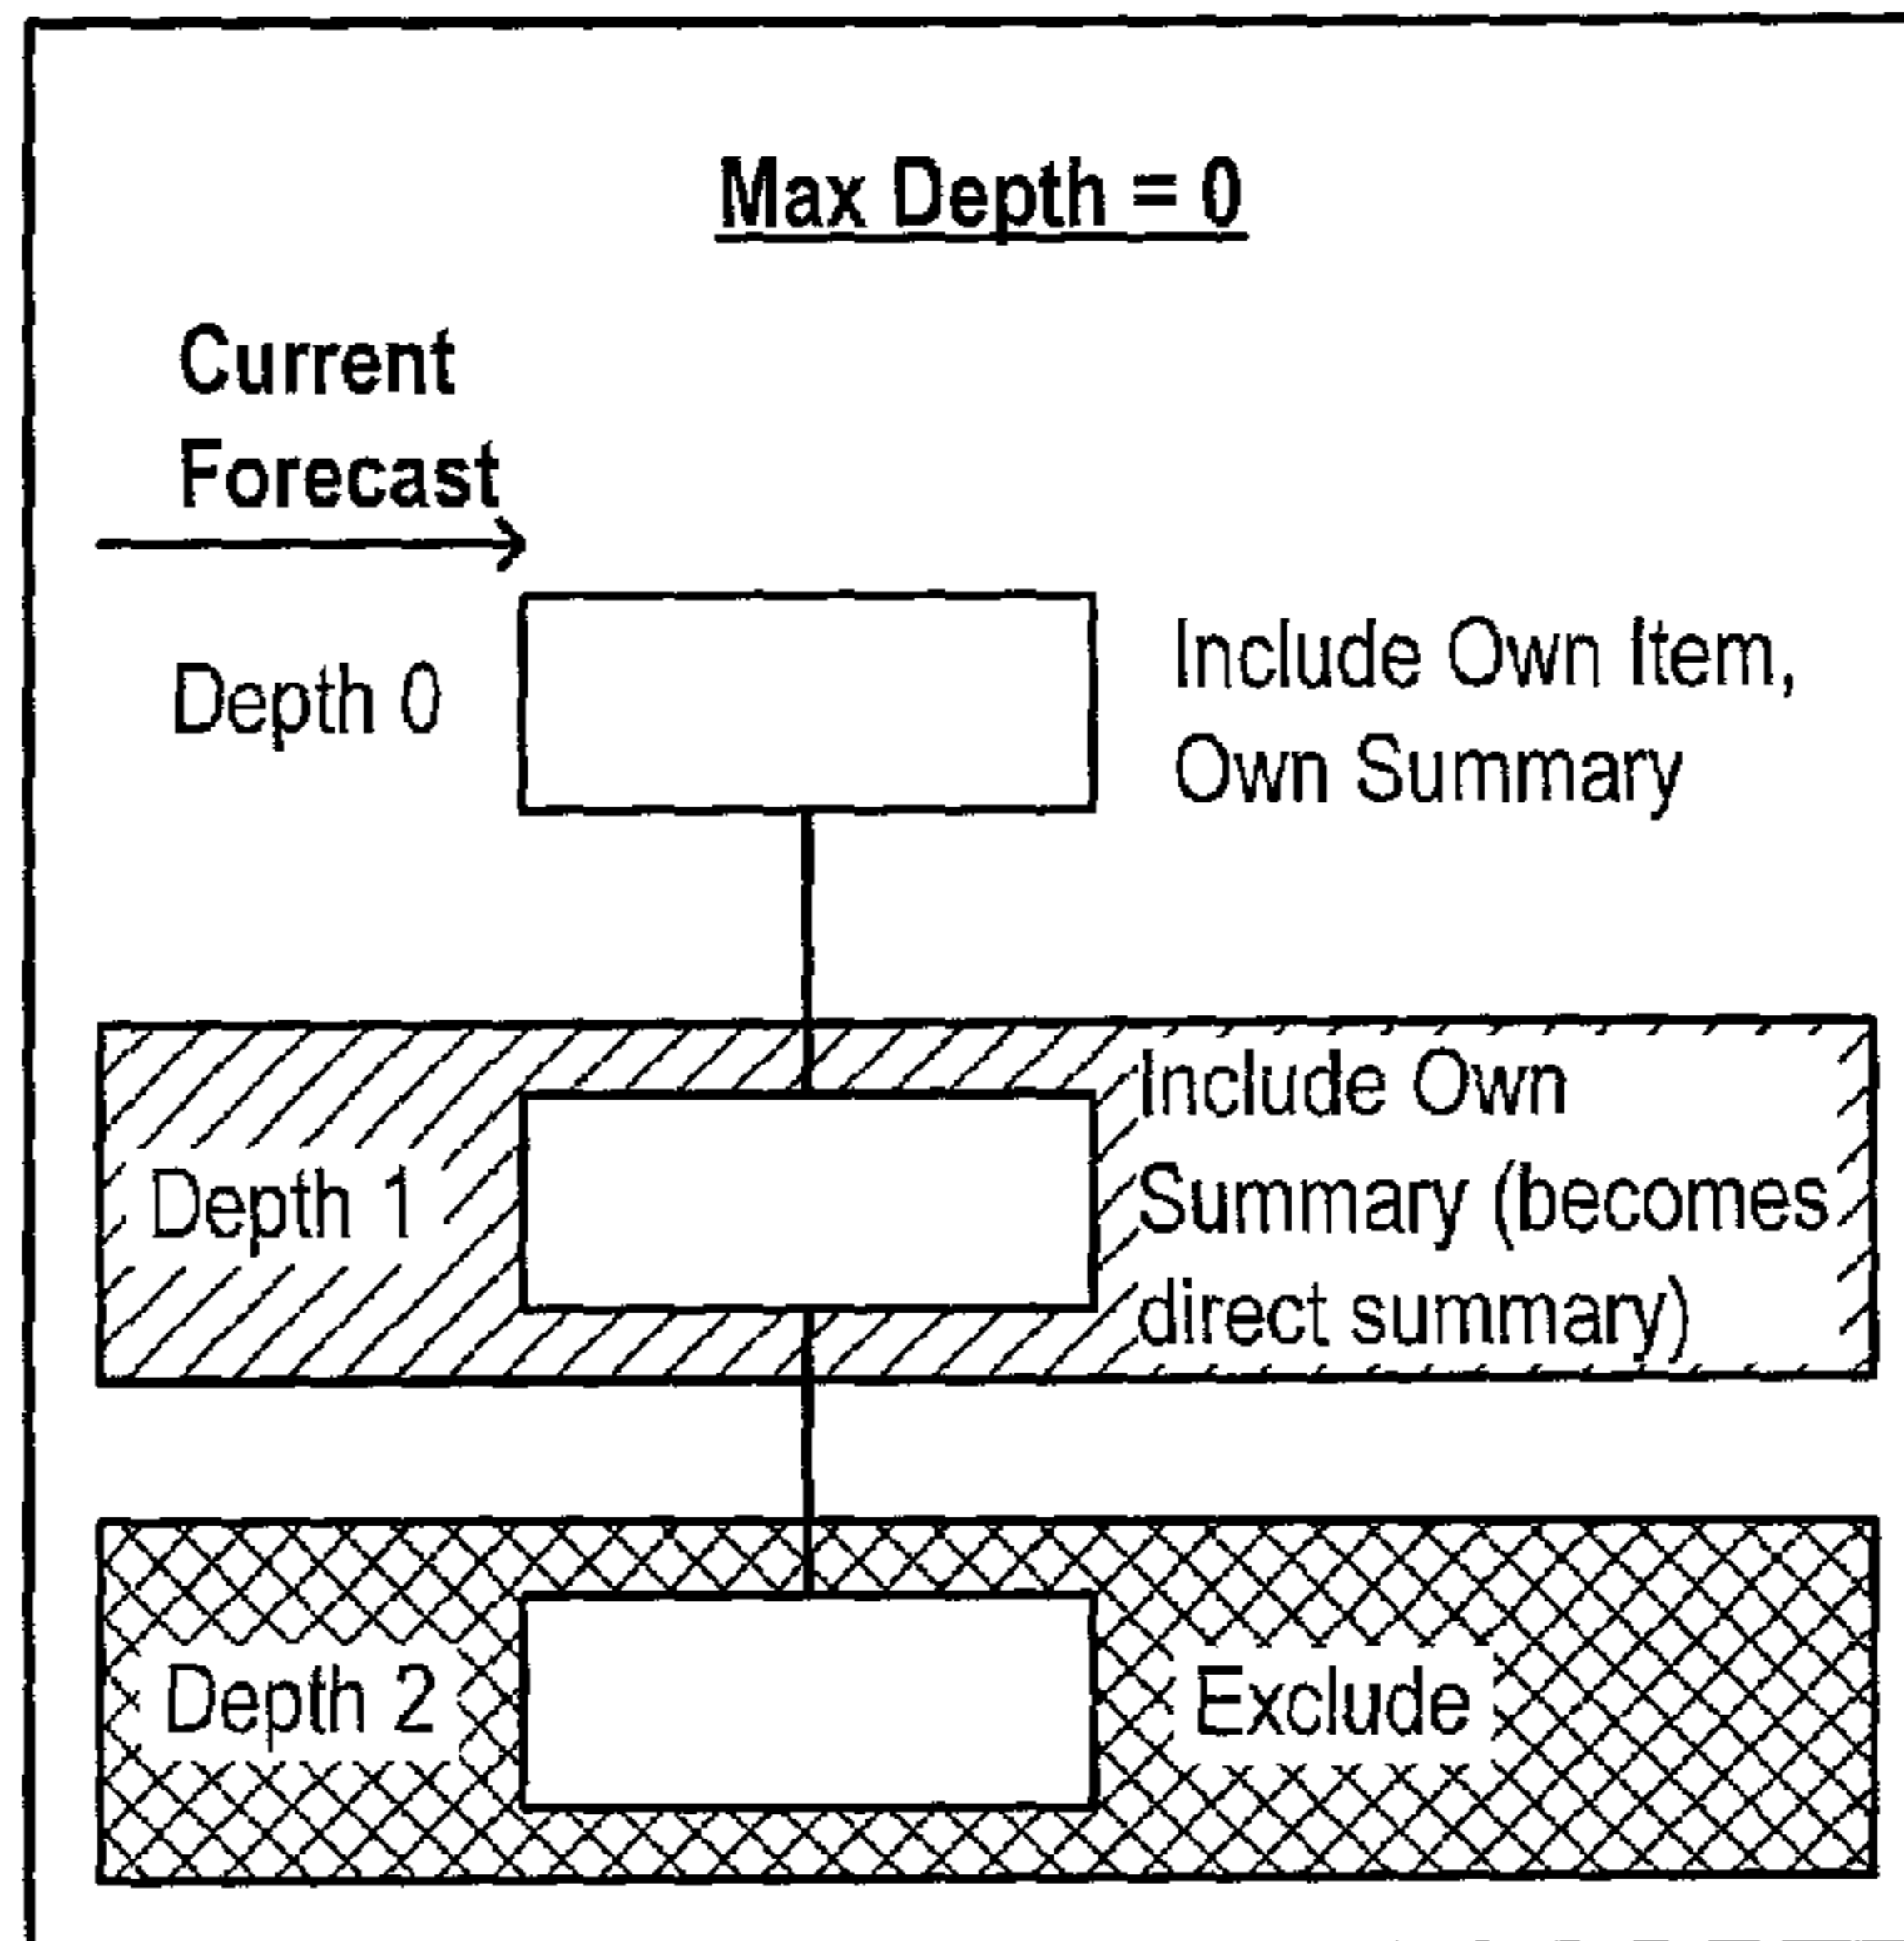 Max Depth = 0
Current
Forecast
Depth 0
Include Own Item,
Own Summary
Depth 1
Include Own
Summary (becomes
direct summary)
Depth 2
Exclude